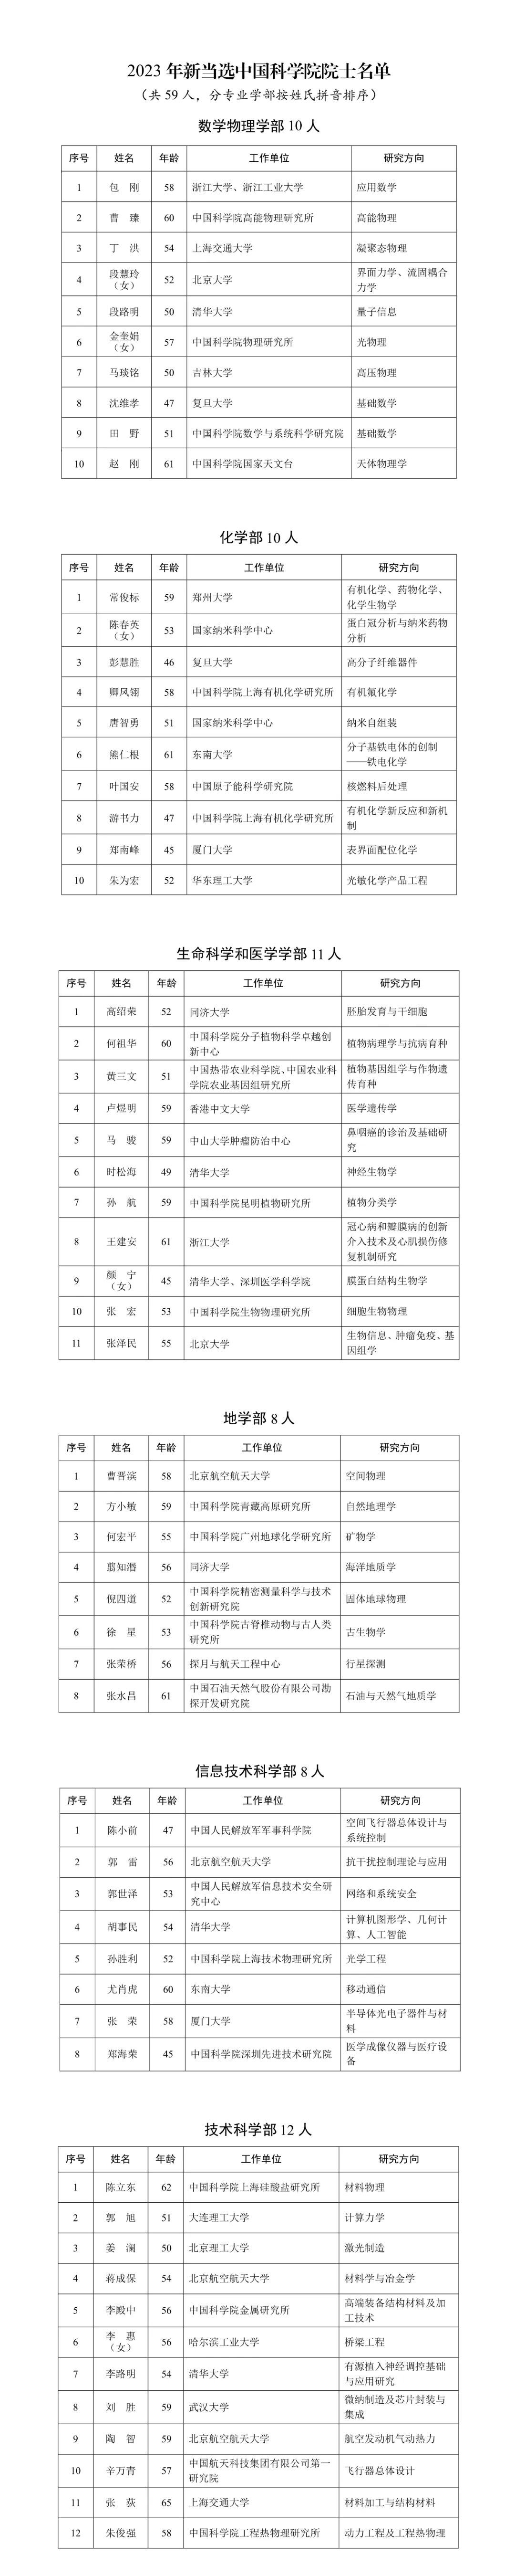 2023 年新当选中国科学院院士名单
（共 59 人，分专业学部按姓氏拼音排序）
数学物理学部 10 人
序号 姓名 年龄 工作单位 研究方向
1 包　刚 58 浙江大学、浙江工业大学 应用数学
2 曹　臻 60 中国科学院高能物理研究所 高能物理
3 丁　洪 54 上海交通大学 凝聚态物理
4 段慧玲（女） 52 北京大学 界面力学、流固耦合力学
5 段路明 50 清华大学 量子信息
6 金奎娟（女） 57 中国科学院物理研究所 光物理
7 马琰铭 50 吉林大学 高压物理
8 沈维孝 47 复旦大学 基础数学
9 田　野 51 中国科学院数学与系统科学研究院 基础数学
10 赵　刚 61 中国科学院国家天文台 天体物理学
化学部 10 人
序号 姓名 年龄 工作单位 研究方向
1 常俊标 59 郑州大学 有机化学、药物化学、化学生物学
2 陈春英（女） 53 国家纳米科学中心 蛋白冠分析与纳米药物分析
3 彭慧胜 46 复旦大学 高分子纤维器件
4 卿凤翎 58 中国科学院上海有机化学研究所 有机氟化学
5 唐智勇 51 国家纳米科学中心 纳米自组装
6 熊仁根 61 东南大学 分子基铁电体的创制——铁电化学
7 叶国安 58 中国原子能科学研究院 核燃料后处理
8 游书力 47 中国科学院上海有机化学研究所 有机化学新反应和新机制
9 郑南峰 45 厦门大学 表界面配位化学
10 朱为宏 52 华东理工大学 光敏化学产品工程
生命科学和医学学部 11 人
序号 姓名 年龄 工作单位 研究方向
1 高绍荣 52 同济大学 胚胎发育与干细胞
2 何祖华 60 中国科学院分子植物科学卓越创新中心 植物病理学与抗病育种
3 黄三文 51 中国热带农业科学院、中国农业科学院农业基因组研究所 植物基因组学与作物遗传育种
4 卢煜明 59 香港中文大学 医学遗传学
5 马　骏 59 中山大学肿瘤防治中心 鼻咽癌的诊治及基础研究
6 时松海 49 清华大学 神经生物学
7 孙　航 59 中国科学院昆明植物研究所 植物分类学
8 王建安 61 浙江大学 冠心病和瓣膜病的创新介入技术及心肌损伤修复机制研究
9 颜　宁（女） 45 清华大学、深圳医学科学院 膜蛋白结构生物学
10 张　宏 53 中国科学院生物物理研究所 细胞生物物理
11 张泽民 55 北京大学 生物信息、肿瘤免疫、基因组学
地学部 8 人
序号 姓名 年龄 工作单位 研究方向
1 曹晋滨 58 北京航空航天大学 空间物理
2 方小敏 59 中国科学院青藏高原研究所 自然地理学
3 何宏平 55 中国科学院广州地球化学研究所 矿物学
4 翦知湣 56 同济大学 海洋地质学
5 倪四道 52 中国科学院精密测量科学与技术创新研究院 固体地球物理
6 徐　星 53 中国科学院古脊椎动物与古人类研究所 古生物学
7 张荣桥 56 探月与航天工程中心 行星探测
8 张水昌 61 中国石油天然气股份有限公司勘探开发研究院 石油与天然气地质学
信息技术科学部 8 人
序号 姓名 年龄 工作单位 研究方向
1 陈小前 47 中国人民解放军军事科学院 空间飞行器总体设计与系统控制
2 郭　雷 56 北京航空航天大学 抗干扰控制理论与应用
3 郭世泽 53 中国人民解放军信息技术安全研究中心 网络和系统安全
4 胡事民 54 清华大学 计算机图形学、几何计算、人工智能
5 孙胜利 52 中国科学院上海技术物理研究所 光学工程
6 尤肖虎 60 东南大学 移动通信
7 张　荣 58 厦门大学 半导体光电子器件与材料
8 郑海荣 45 中国科学院深圳先进技术研究院 医学成像仪器与医疗设备
技术科学部 12 人
序号 姓名 年龄 工作单位 研究方向
1 陈立东 62 中国科学院上海硅酸盐研究所 材料物理
2 郭　旭 51 大连理工大学 计算力学
3 姜　澜 50 北京理工大学 激光制造
4 蒋成保 54 北京航空航天大学 材料学与冶金学
5 李殿中 56 中国科学院金属研究所 高端装备结构材料及加工技术
6 李　惠（女） 56 哈尔滨工业大学 桥梁工程
7 李路明 54 清华大学 有源植入神经调控基础与应用研究
8 刘　胜 59 武汉大学 微纳制造及芯片封装与集成
9 陶　智 59 北京航空航天大学 航空发动机气动热力
10 辛万青 57 中国航天科技集团有限公司第一研究院 飞行器总体设计
11 张　荻 65 上海交通大学 材料加工与结构材料
12 朱俊强 58 中国科学院工程热物理研究所 动力工程及工程热物理